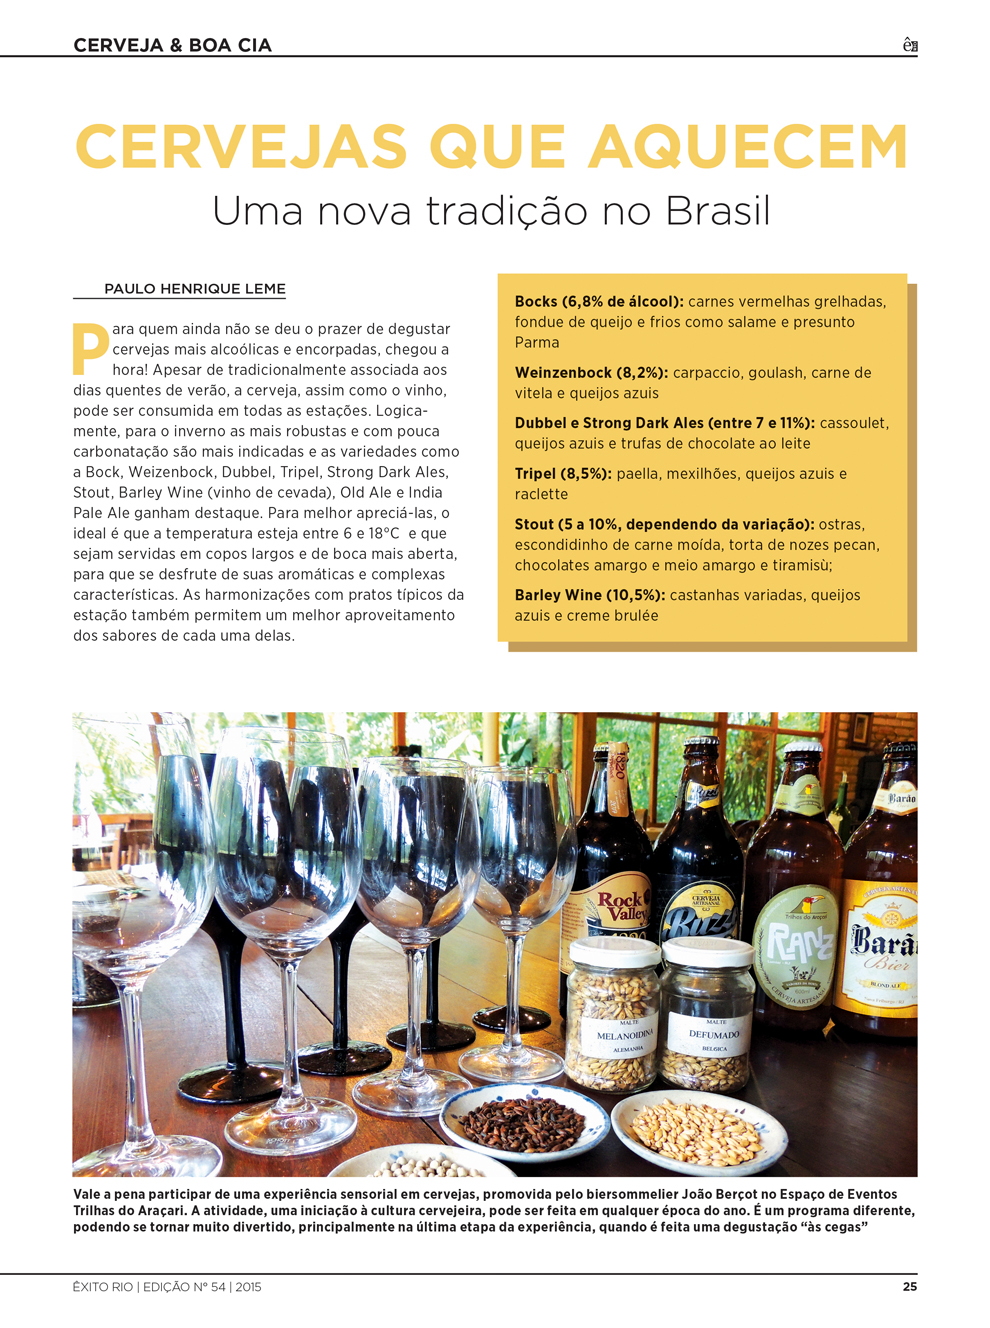 CERVEJA & BOA CIA
CERVEJAS QUE AQUECEM
Uma nova tradição no Brasil
PAULO HENRIQUE LEME
Para quem ainda não se deu o prazer de degustar
cervejas mais alcoólicas e encorpadas, chegou a
hora! Apesar de tradicionalmente associada aos
dias quentes de verão, a cerveja, assim como o vinho,
pode ser consumida em todas as estações. Logica-
mente, para o inverno as mais robustas e com pouca
carbonatação são mais indicadas e as variedades como
a Bock, Weizenbock, Dubbel, Tripel, Strong Dark Ales,
Stout, Barley Wine (vinho de cevada), Old Ale e India
Pale Ale ganham destaque. Para melhor apreciá-las, o
ideal é que a temperatura esteja entre 6 e 18°C e que
sejam servidas em copos largos e de boca mais aberta,
para que se desfrute de suas aromáticas e complexas
características. As harmonizações com pratos típicos da
estação também permitem um melhor aproveitamento
dos sabores de cada uma delas.
Bocks (6,8% de álcool): carnes vermelhas grelhadas,
fondue de queijo e frios como salame e presunto
Parma
Weinzenbock (8,2%): carpaccio, goulash, carne de
vitela e queijos azuis
Dubbel e Strong Dark Ales (entre 7 e 11%): cassoulet,
queijos azuis e trufas de chocolate ao leite
Tripel (8,5%): paella, mexilhões, queijos azuis e
raclette
Stout (5 a 10%, dependendo da variação): ostras,
escondidinho de carne moída, torta de nozes pecan,
chocolates amargo e meio amargo e tiramisù;
Barley Wine (10,5%): castanhas variadas, queijos
azuis e creme brulée
1820
Rock
Valley
CERVEJA
ARTESANAL
Buzz
Trilhas do Araçari
RANZ
CERVEJA ARTESANAL
Barão
Barão
Bier
BLOND ALE
MALTE
MELANOIDINA
ALEMANHA
MALTE
DEFUMADO
BELGICA
Vale a pena participar de uma experiência sensorial em cervejas, promovida pelo biersommelier João Berçot no Espaço de Eventos
Trilhas do Araçari. A atividade, uma iniciação à cultura cervejeira, pode ser feita em qualquer época do ano. É um programa diferente,
podendo se tornar muito divertido, principalmente na última etapa da experiência, quando é feita uma degustação “às cegas”
ÊXITO RIO | EDIÇÃO N° 54 | 2015
25